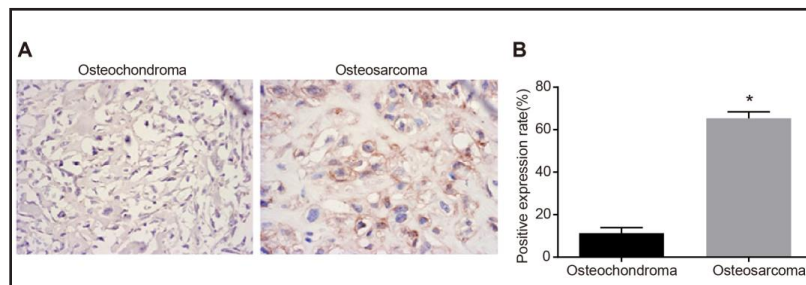 A
Osteochondroma
Osteosarcoma
B
Positive expression rate(%)
80
60
40
20
0
*
Osteochondroma
Osteosarcoma